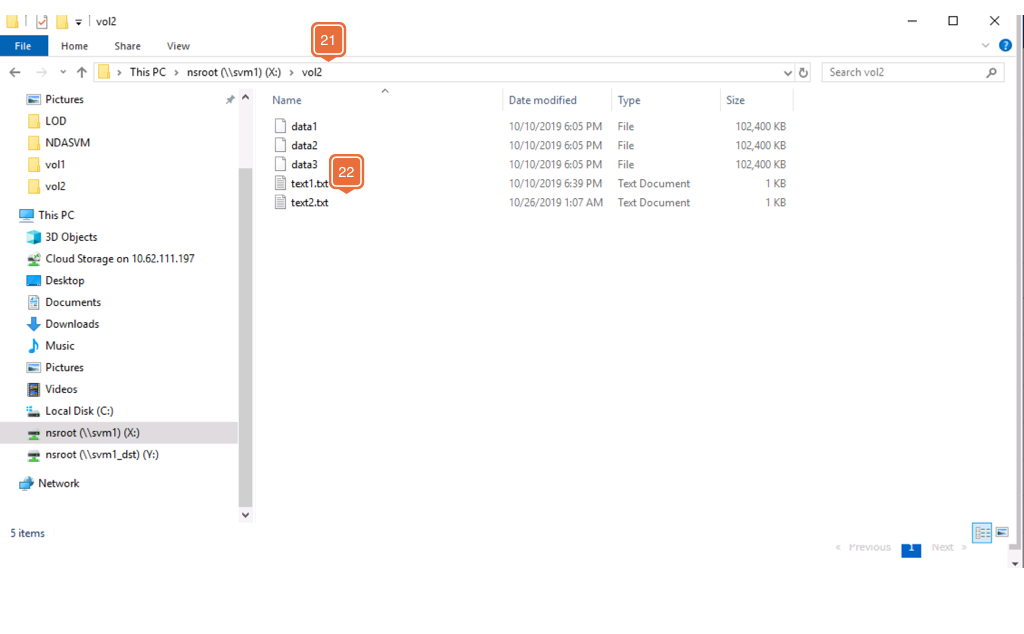 vol2
File Home Share View
21
This PC > nsroot (\\svm1) (X:) > vol2
Search vol2
Pictures
LOD
NDASVM
vol1
vol2
This PC
3D Objects
Cloud Storage on 10.62.111.197
Desktop
Documents
Downloads
Music
Pictures
Videos
Local Disk (C:)
nsroot (\\svm1) (X:)
nsroot (\\svm1_dst) (Y:)
Network
Name Date modified Type Size
data1 10/10/2019 6:05 PM File 102,400 KB
data2 10/10/2019 6:05 PM File 102,400 KB
data3 10/10/2019 6:05 PM File 102,400 KB
22
text1.txt 10/10/2019 6:39 PM Text Document 1 KB
text2.txt 10/26/2019 1:07 AM Text Document 1 KB
5 items
« Previous 1 Next »